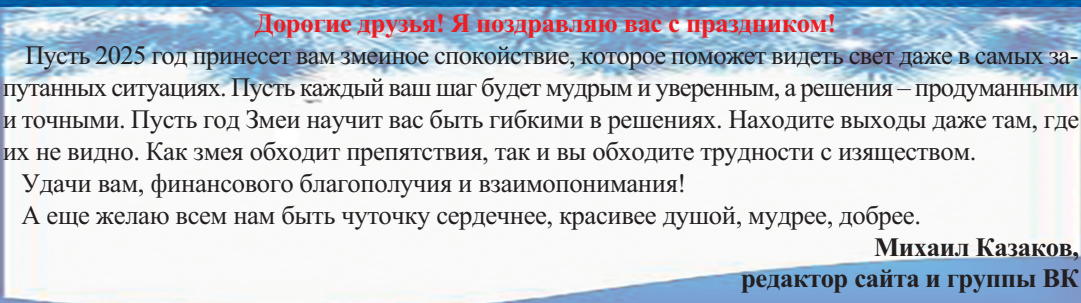 Дорогие друзья! Я поздравляю вас с праздником!
Пусть 2025 год принесет вам змеиное спокойствие, которое поможет видеть свет даже в самых за-
путанных ситуациях. Пусть каждый ваш шаг будет мудрым и уверенным, а решения – продуманными
и точными. Пусть год Змеи научит вас быть гибкими в решениях. Находите выходы даже там, где
их не видно. Как змея обходит препятствия, так и вы обходите трудности с изяществом.
Удачи вам, финансового благополучия и взаимопонимания!
А еще желаю всем нам быть чуточку сердечнее, красивее душой, мудрее, добрее.
Михаил Казаков,
редактор сайта и группы ВК